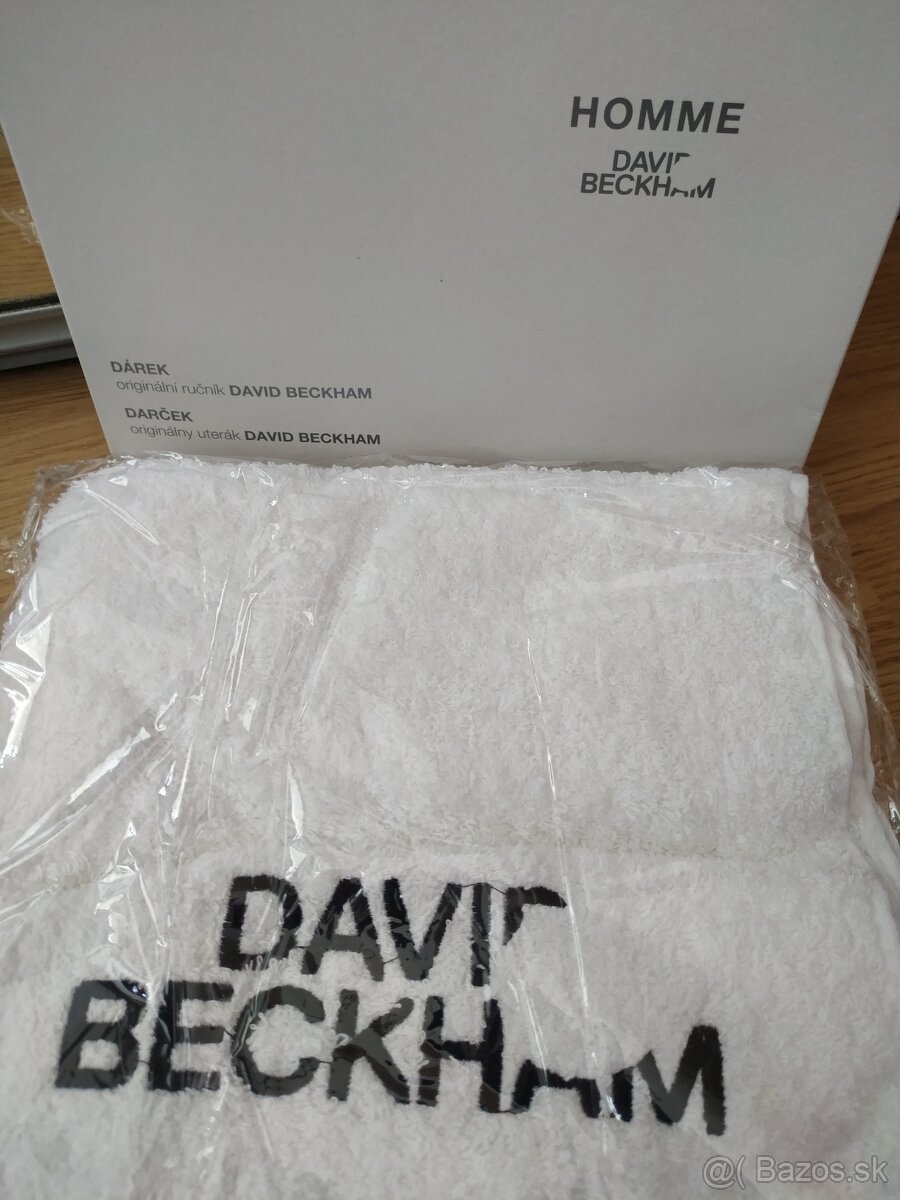 HOMME
DAVID
BECKHAM
DÁREK
originální ručník DAVID BECKHAM
DARČEK
originálny uterák DAVID BECKHAM
DAVID
BECKHAM
@( Bazos.sk